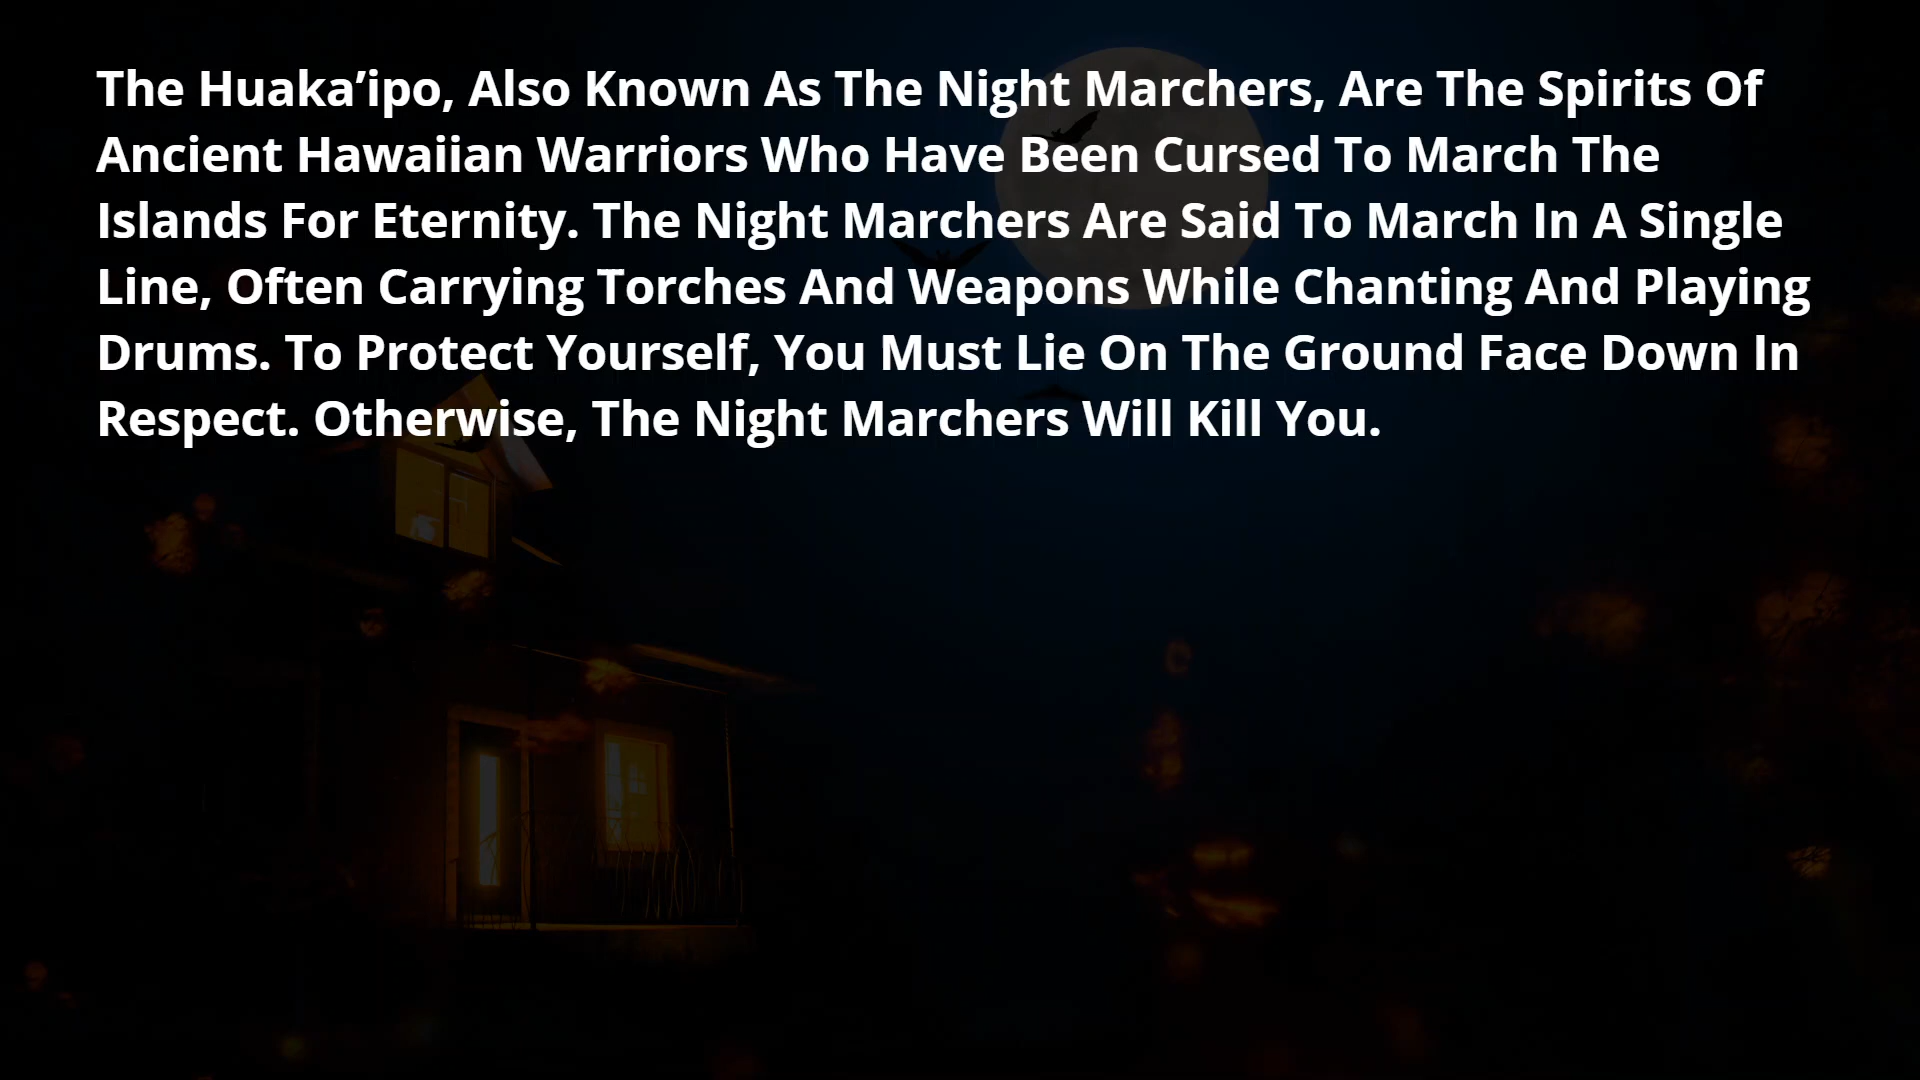 The Huaka’ipo, Also Known As The Night Marchers, Are The Spirits Of
Ancient Hawaiian Warriors Who Have Been Cursed To March The
Islands For Eternity. The Night Marchers Are Said To March In A Single
Line, Often Carrying Torches And Weapons While Chanting And Playing
Drums. To Protect Yourself, You Must Lie On The Ground Face Down In
Respect. Otherwise, The Night Marchers Will Kill You.